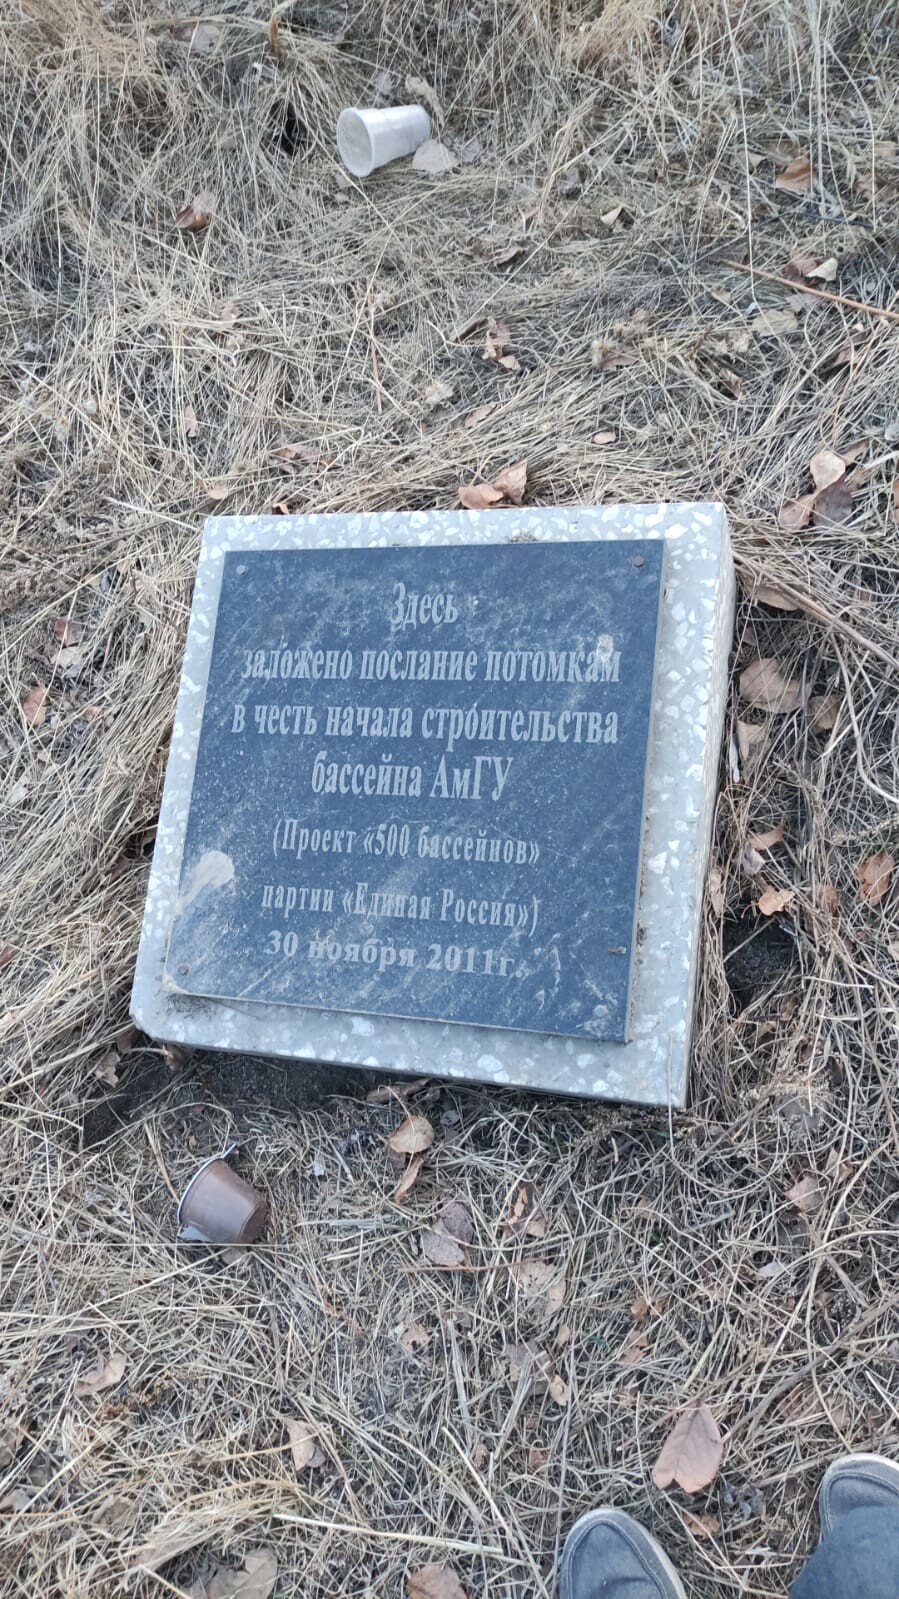 Здесь
заложено послание потомкам
в честь начала строительства
бассейна АмГУ
(Проект «500 бассейнов»
партии «Единая Россия»)
30 ноября 2011г.